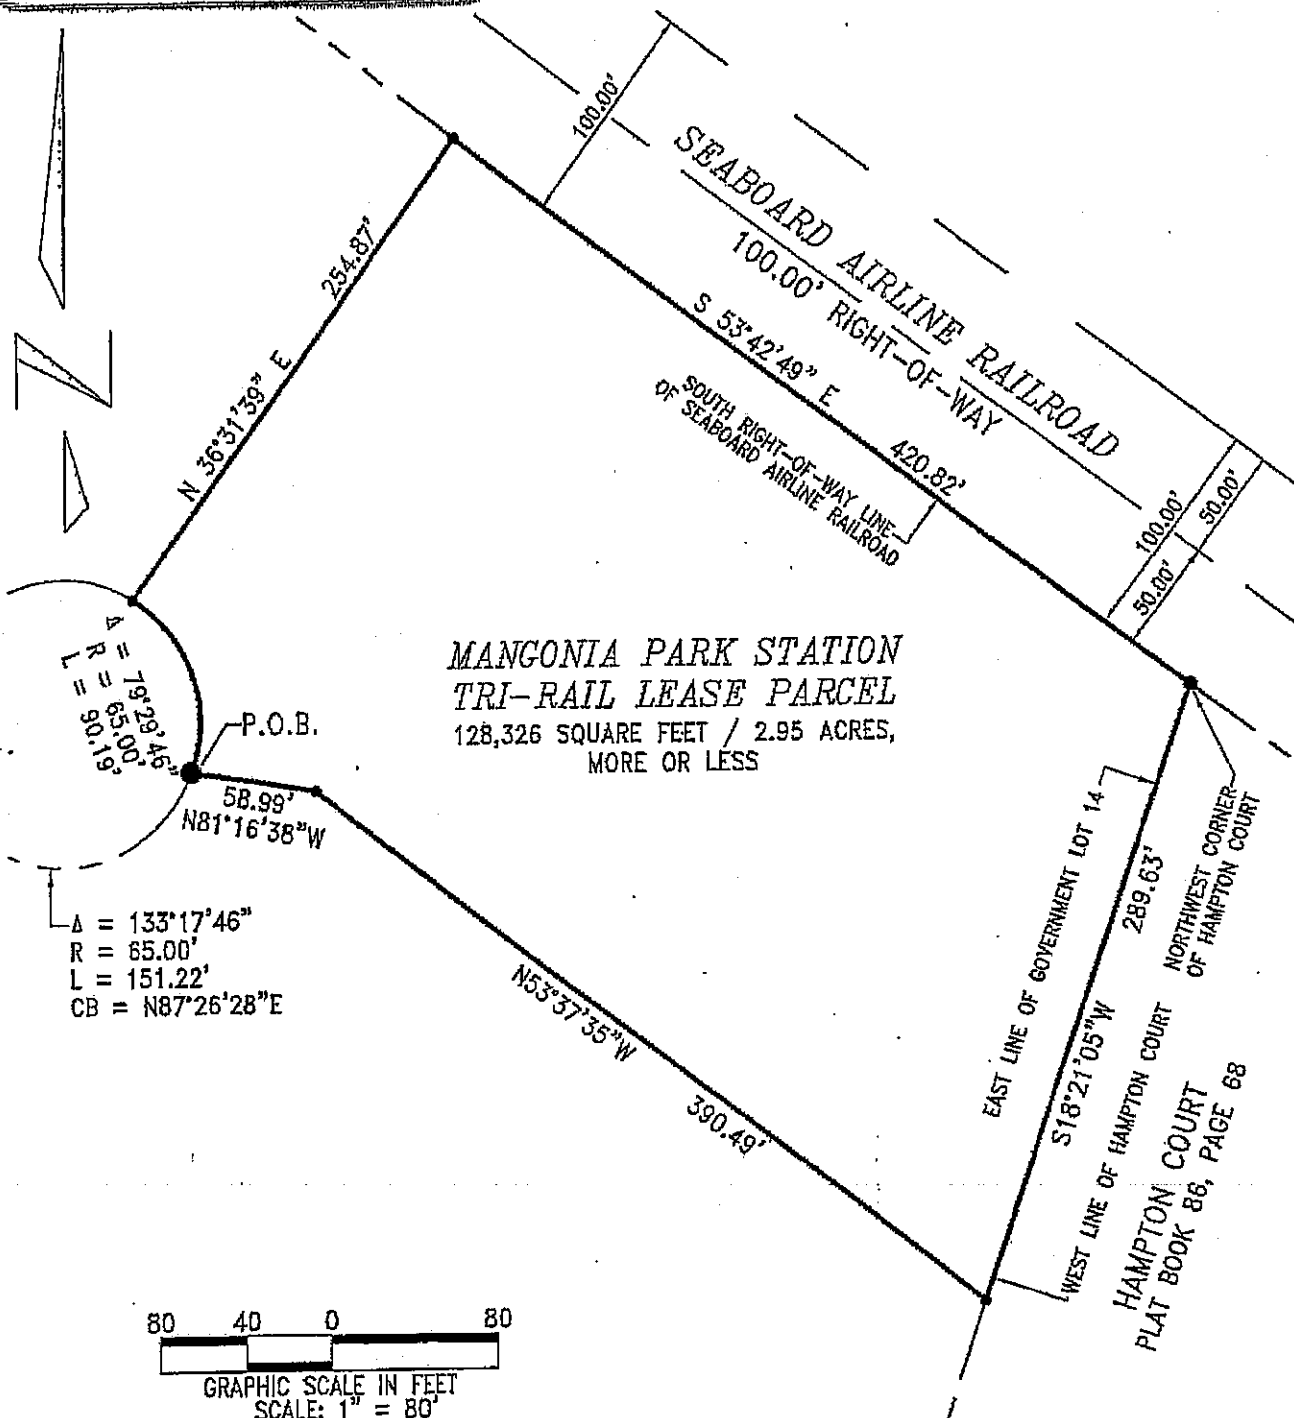 100.00'
SEABOARD AIRLINE RAILROAD
100.00' RIGHT-OF-WAY
254.87'
N 36°31'39" E
S 53°42'49" E
420.82'
SOUTH RIGHT-OF-WAY LINE
OF SEABOARD AIRLINE RAILROAD
100.00'
50.00'
50.00'
N
Δ = 79°29'46"
R = 65.00'
L = 90.19'
P.O.B.
MANGONIA PARK STATION
TRI-RAIL LEASE PARCEL
128,326 SQUARE FEET / 2.95 ACRES,
MORE OR LESS
58.99'
N81°16'38"W
Δ = 133°17'46"
R = 65.00'
L = 151.22'
CB = N87°26'28"E
N53°37'35"W
390.49'
EAST LINE OF GOVERNMENT LOT 14
289.63'
S18°21'05"W
NORTHWEST CORNER
OF HAMPTON COURT
WEST LINE OF HAMPTON COURT
HAMPTON COURT
PLAT BOOK 86, PAGE 68
80 40 0 80
GRAPHIC SCALE IN FEET
SCALE: 1" = 80'